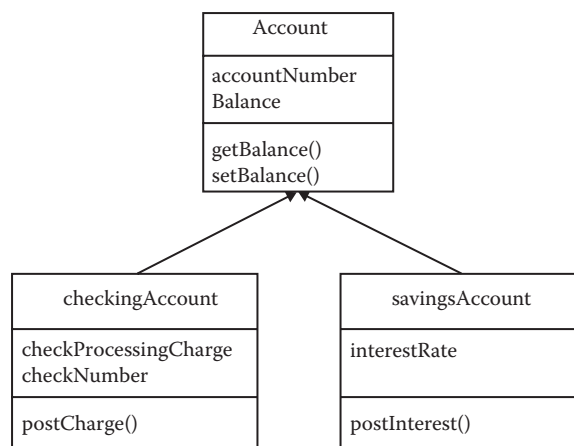 Account
accountNumber
Balance
getBalance()
setBalance()
checkingAccount
checkProcessingCharge
checkNumber
postCharge()
savingsAccount
interestRate
postInterest()